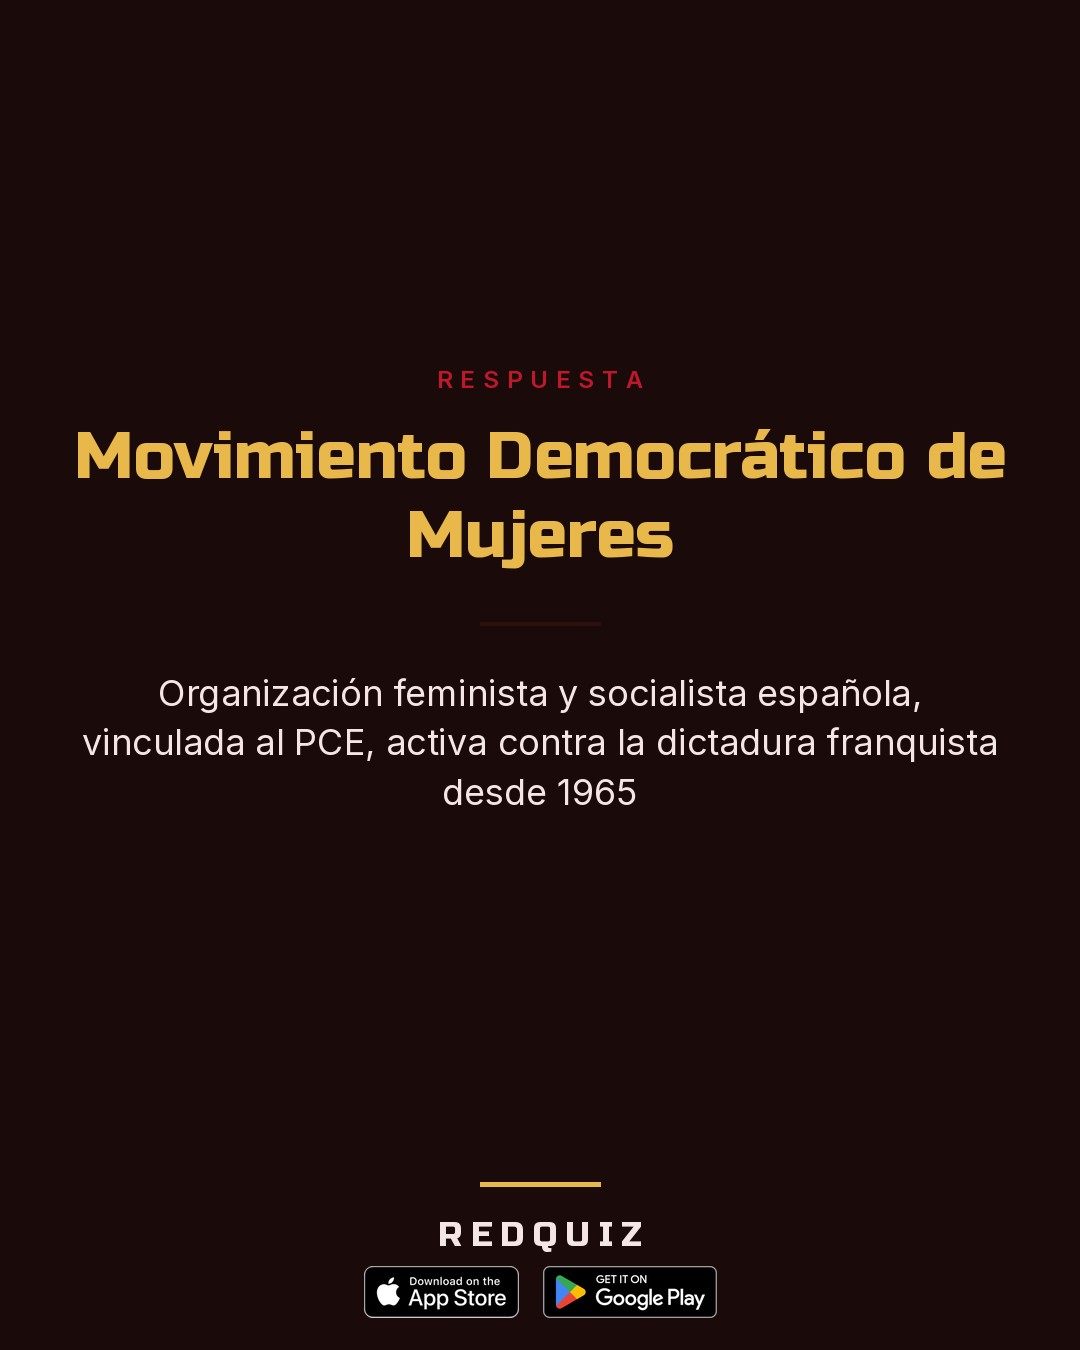 RESPUESTA
Movimiento Democrático de
Mujeres
Organización feminista y socialista española,
vinculada al PCE, activa contra la dictadura franquista
desde 1965
REDQUIZ
Download on the
App Store
GET IT ON
Google Play